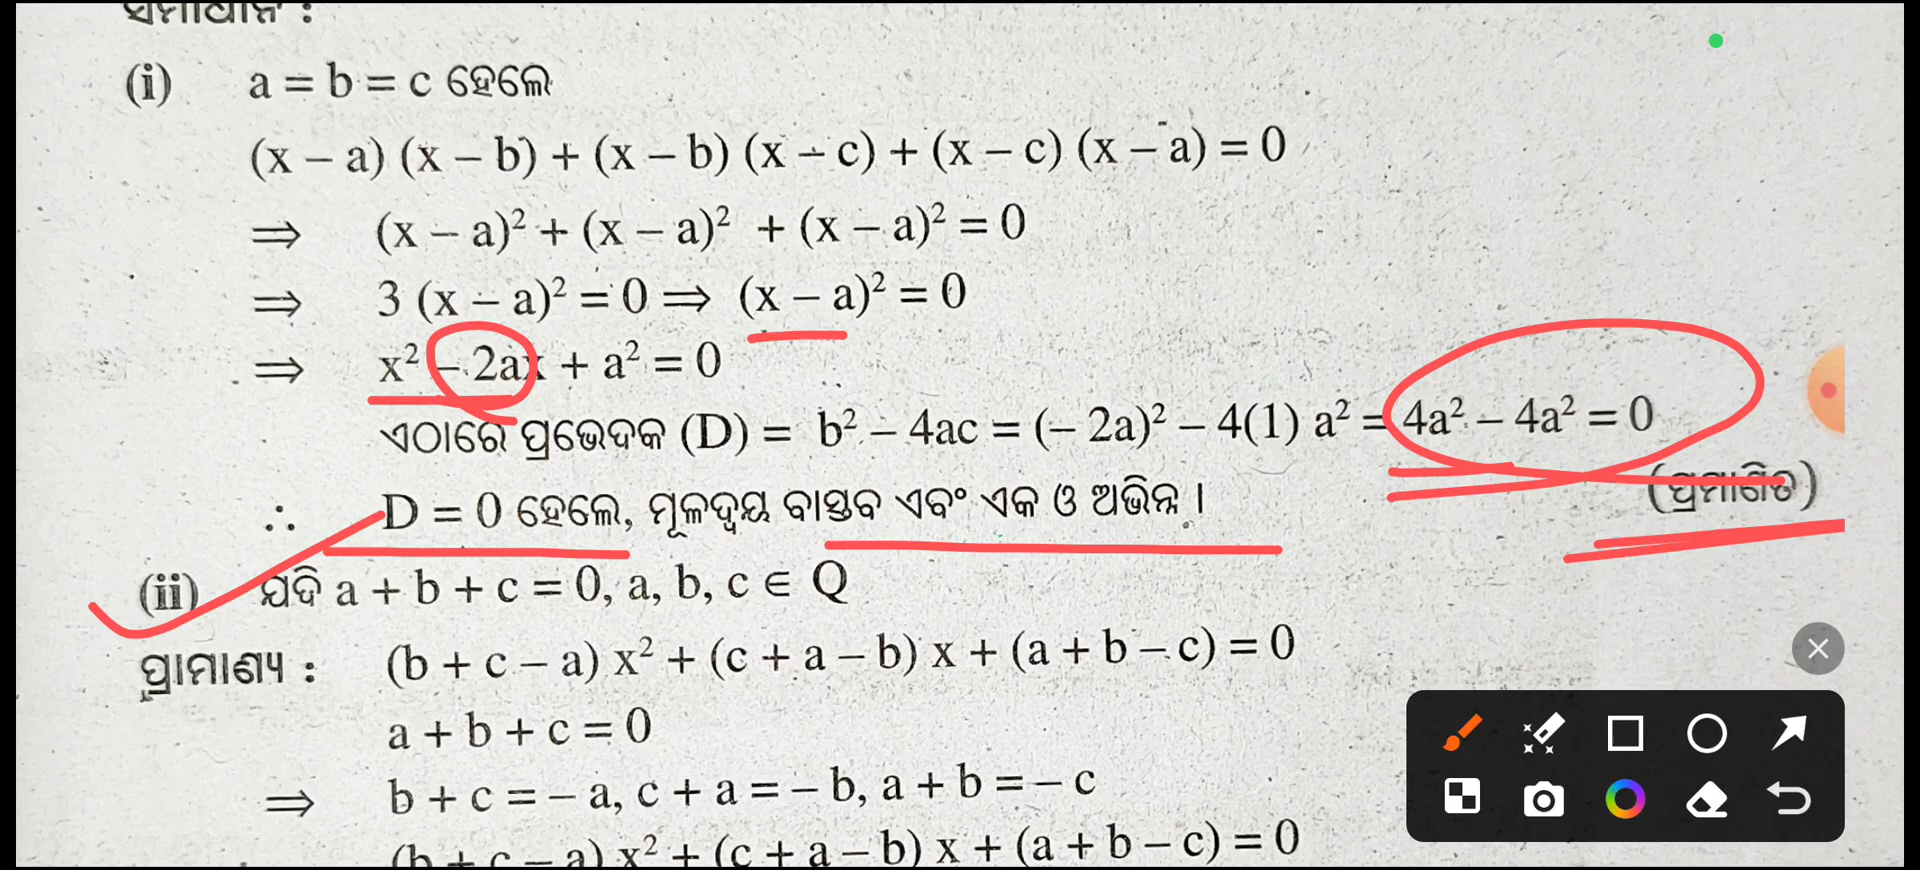 ସମାଧାନ :
(i) a = b = c ହେଲେ
(x – a) (x – b) + (x – b) (x – c) + (x – c) (x – a) = 0
⇒ (x – a)² + (x – a)² + (x – a)² = 0
⇒ 3 (x – a)² = 0 ⇒ (x – a)² = 0
⇒ x² – 2ax + a² = 0
ଏଠାରେ ପ୍ରଭେଦକ (D) = b² – 4ac = (– 2a)² – 4(1) a² = 4a² – 4a² = 0
(ପ୍ରମାଣିତ)
∴ D = 0 ହେଲେ, ମୂଳଦ୍ୱୟ ବାସ୍ତବ ଏବଂ ଏକ ଓ ଅଭିନ୍ନ ।
(ii) ଯଦି a + b + c = 0, a, b, c ∈ Q
ପ୍ରାମାଣ୍ୟ : (b + c – a) x² + (c + a – b) x + (a + b – c) = 0
a + b + c = 0
⇒ b + c = – a, c + a = – b, a + b = – c
(b + c – a) x² + (c + a – b) x + (a + b – c) = 0